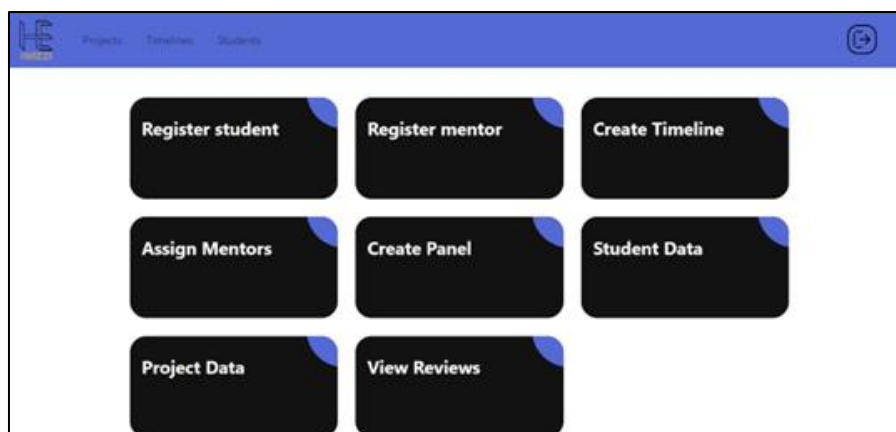 HE
Projects Timelines Students
Register student Register mentor Create Timeline
Assign Mentors Create Panel Student Data
Project Data View Reviews